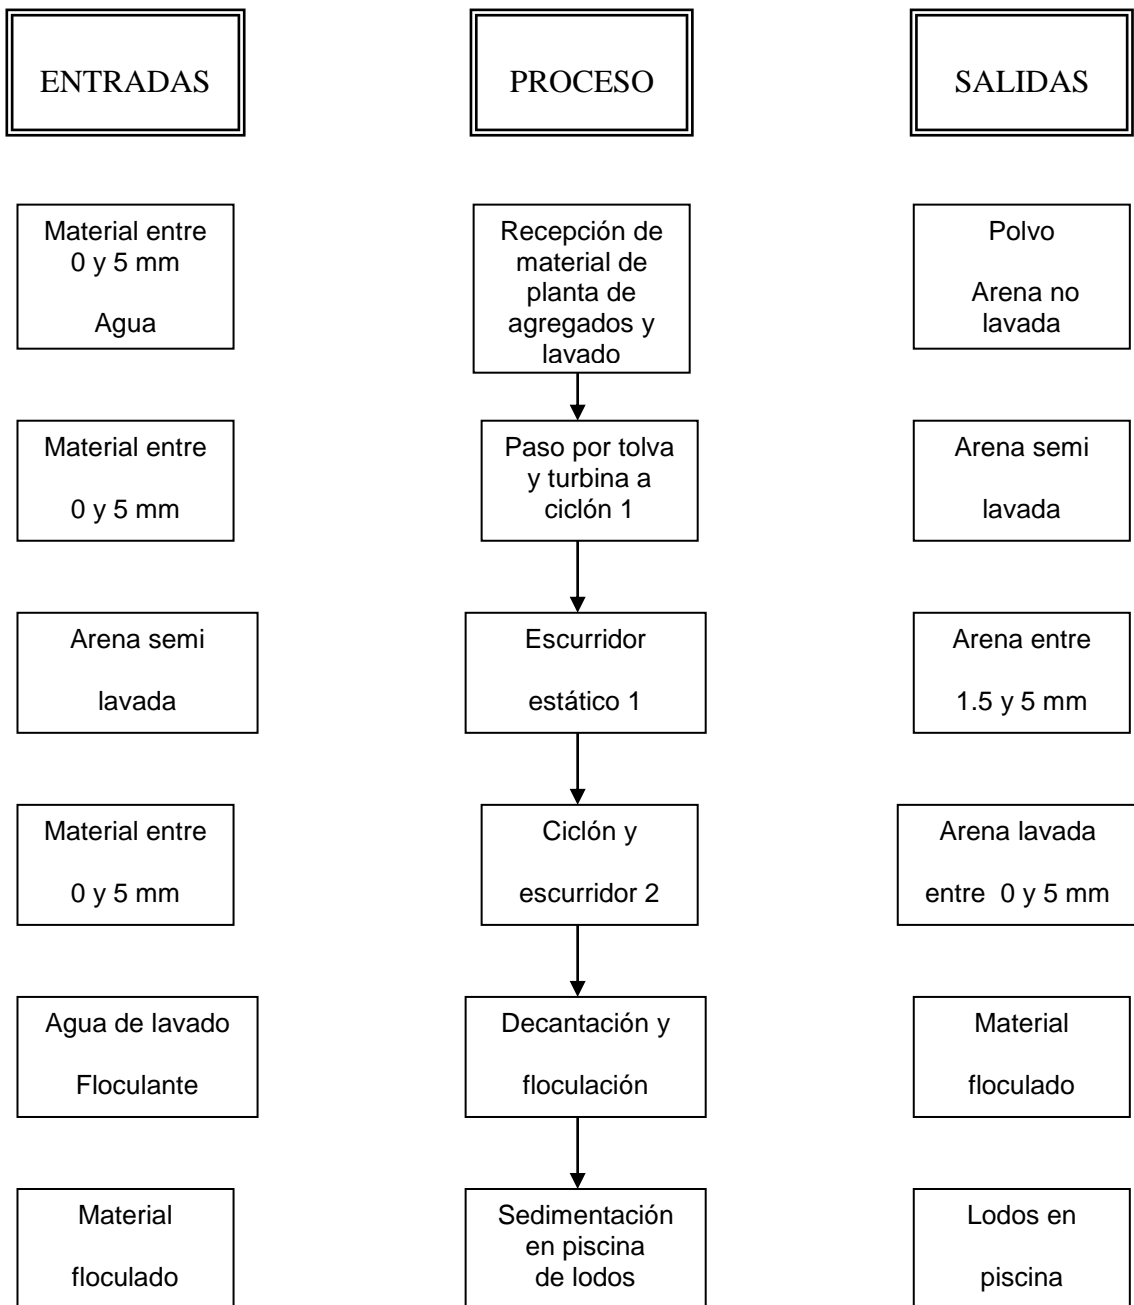 ENTRADAS
PROCESO
SALIDAS
Material entre
0 y 5 mm
Agua
Recepción de
material de
planta de
agregados y
lavado
Polvo
Arena no
lavada
Material entre
0 y 5 mm
Paso por tolva
y turbina a
ciclón 1
Arena semi
lavada
Arena semi
lavada
Escurridor
estático 1
Arena entre
1.5 y 5 mm
Material entre
0 y 5 mm
Ciclón y
escurridor 2
Arena lavada
entre 0 y 5 mm
Agua de lavado
Floculante
Decantación y
floculación
Material
floculado
Material
floculado
Sedimentación
en piscina
de lodos
Lodos en
piscina